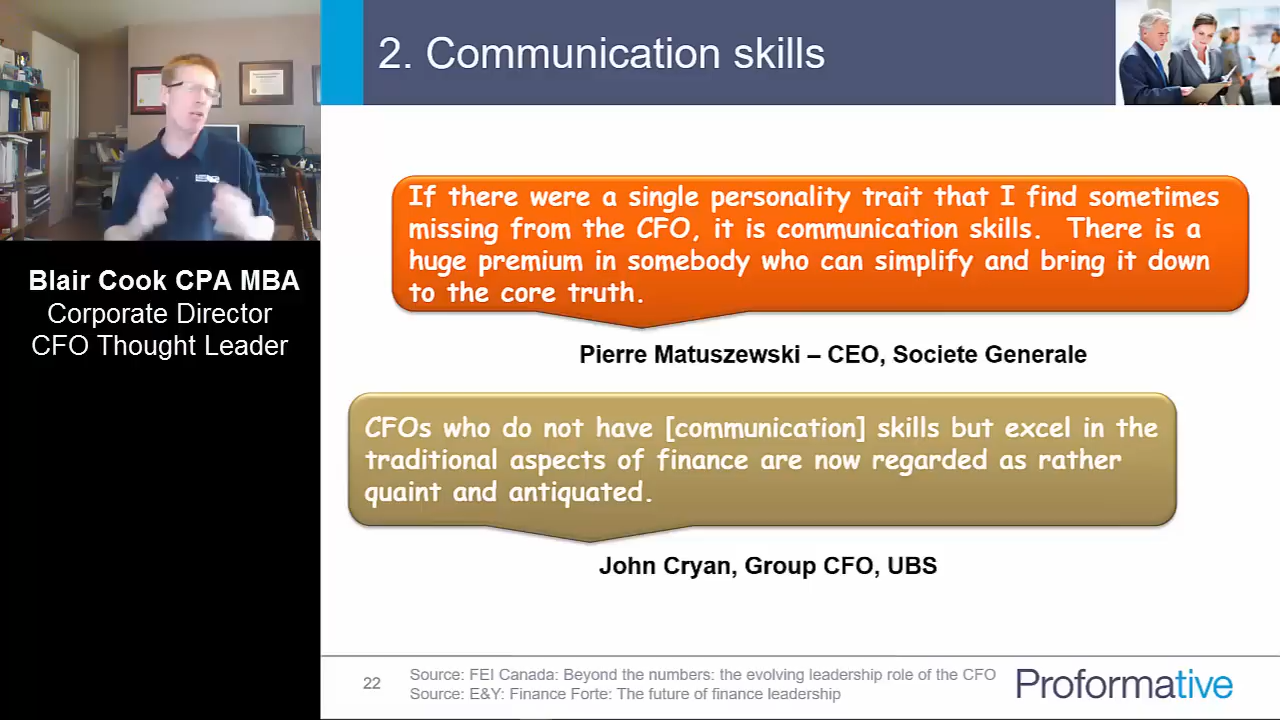 2. Communication skills
Blair Cook CPA MBA
Corporate Director
CFO Thought Leader
If there were a single personality trait that I find sometimes
missing from the CFO, it is communication skills.  There is a
huge premium in somebody who can simplify and bring it down
to the core truth.
Pierre Matuszewski – CEO, Societe Generale
CFOs who do not have [communication] skills but excel in the
traditional aspects of finance are now regarded as rather
quaint and antiquated.
John Cryan, Group CFO, UBS
22
Source: FEI Canada: Beyond the numbers: the evolving leadership role of the CFO
Source: E&Y: Finance Forte: The future of finance leadership
Proformative